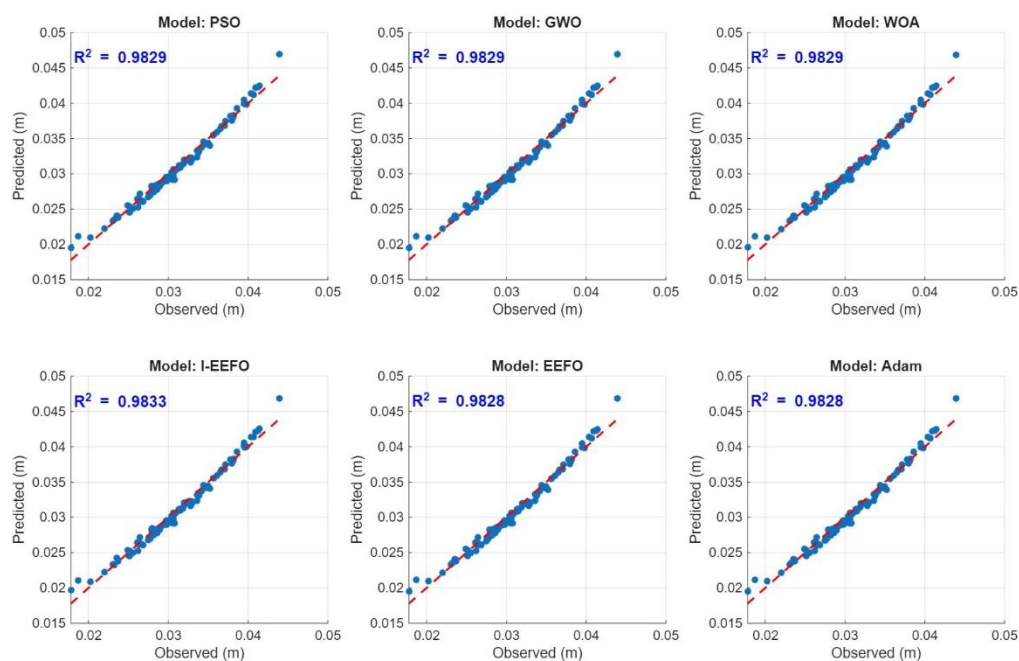 Model: PSO
R² = 0.9829
0.05
0.045
0.04
0.035
0.03
0.025
0.02
0.015
Predicted (m)
0.02 0.03 0.04 0.05
Observed (m)
Model: GWO
R² = 0.9829
0.05
0.045
0.04
0.035
0.03
0.025
0.02
0.015
Predicted (m)
0.02 0.03 0.04 0.05
Observed (m)
Model: WOA
R² = 0.9829
0.05
0.045
0.04
0.035
0.03
0.025
0.02
0.015
Predicted (m)
0.02 0.03 0.04 0.05
Observed (m)
Model: I-EEFO
R² = 0.9833
0.05
0.045
0.04
0.035
0.03
0.025
0.02
0.015
Predicted (m)
0.02 0.03 0.04 0.05
Observed (m)
Model: EEFO
R² = 0.9828
0.05
0.045
0.04
0.035
0.03
0.025
0.02
0.015
Predicted (m)
0.02 0.03 0.04 0.05
Observed (m)
Model: Adam
R² = 0.9828
0.05
0.045
0.04
0.035
0.03
0.025
0.02
0.015
Predicted (m)
0.02 0.03 0.04 0.05
Observed (m)